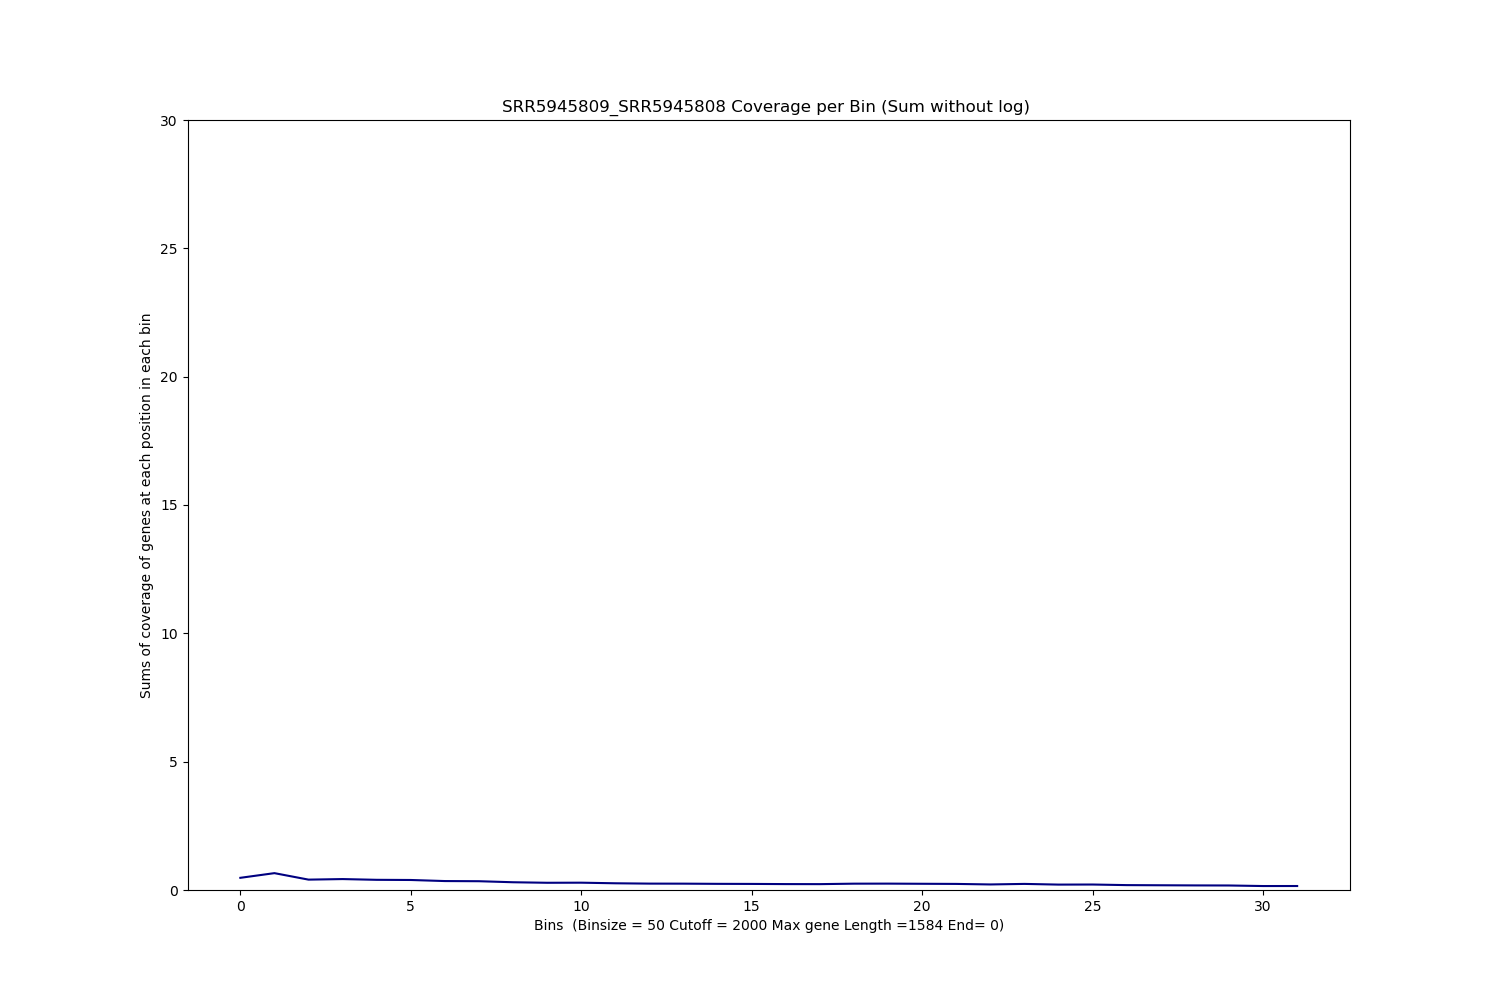 SRR5945809_SRR5945808 Coverage per Bin (Sum without log)
30
25
20
15
10
5
0
Sums of coverage of genes at each position in each bin
0 5 10 15 20 25 30
Bins  (Binsize = 50 Cutoff = 2000 Max gene Length =1584 End= 0)